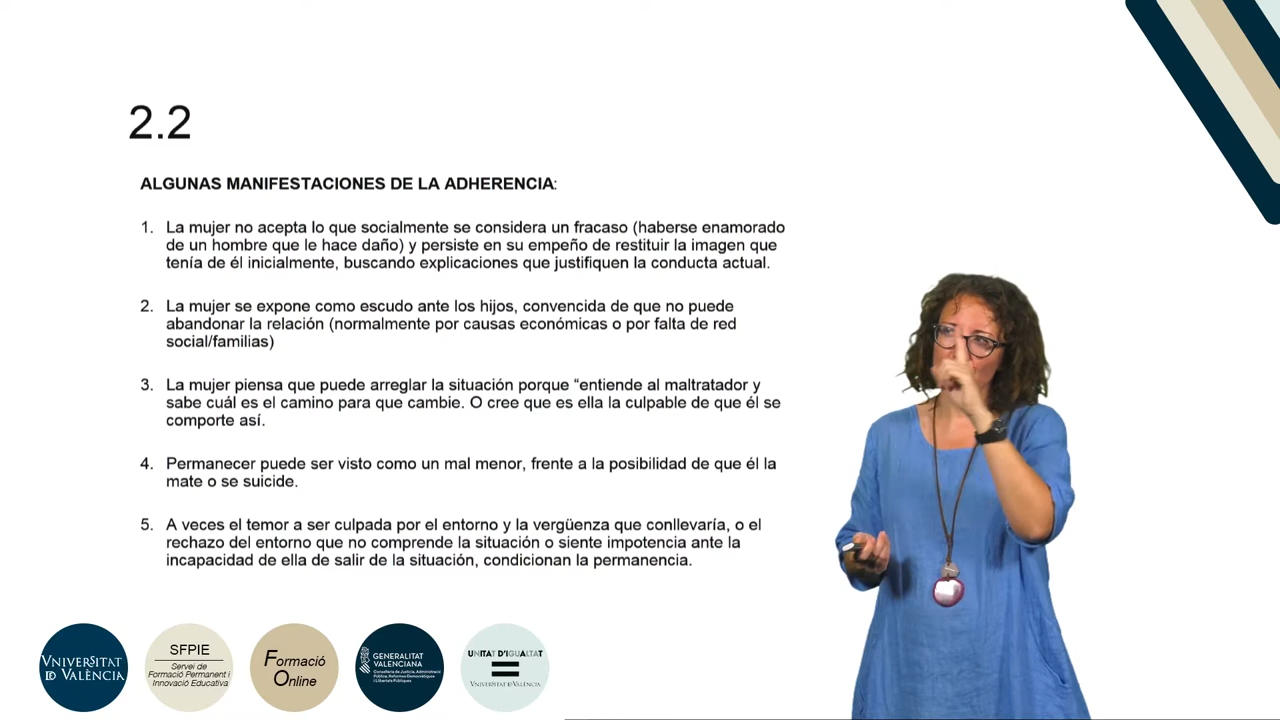 2.2
ALGUNAS MANIFESTACIONES DE LA ADHERENCIA:
1. La mujer no acepta lo que socialmente se considera un fracaso (haberse enamorado
de un hombre que le hace daño) y persiste en su empeño de restituir la imagen que
tenía de él inicialmente, buscando explicaciones que justifiquen la conducta actual.
2. La mujer se expone como escudo ante los hijos, convencida de que no puede
abandonar la relación (normalmente por causas económicas o por falta de red
social/familias)
3. La mujer piensa que puede arreglar la situación porque “entiende al maltratador y
sabe cuál es el camino para que cambie. O cree que es ella la culpable de que él se
comporte así.
4. Permanecer puede ser visto como un mal menor, frente a la posibilidad de que él la
mate o se suicide.
5. A veces el temor a ser culpada por el entorno y la vergüenza que conllevaría, o el
rechazo del entorno que no comprende la situación o siente impotencia ante la
incapacidad de ella de salir de la situación, condicionan la permanencia.
VNIVERSITAT
ID VALÈNCIA
SFPIE
Servei de
Formació Permanent i
Innovació Educativa
Formació
Online
GENERALITAT
VALENCIANA
Conselleria de Justícia, Administració
Pública, Reformes Democràtiques
i Llibertats Públiques
UNITAT D'IGUALTAT
VNIVERSITAT ID VALÈNCIA